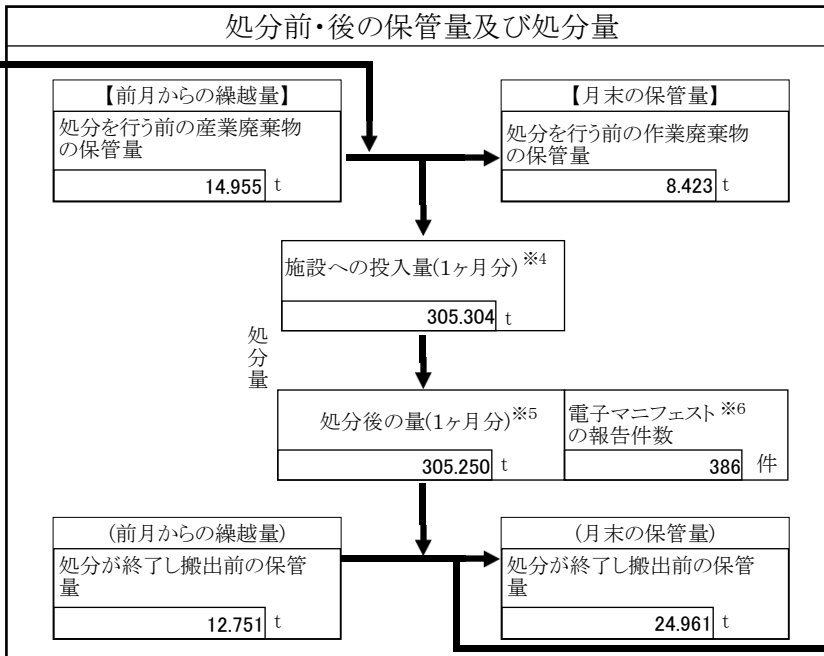 処分前・後の保管量及び処分量
【前月からの繰越量】
処分を行う前の産業廃棄物
の保管量
14.955 t
【月末の保管量】
処分を行う前の作業廃棄物
の保管量
8.423 t
施設への投入量(1ヶ月分)※4
305.304 t
処分量
処分後の量(1ヶ月分)※5
305.250 t
電子マニフェスト※6
の報告件数
386 件
(前月からの繰越量)
処分が終了し搬出前の保管
量
12.751 t
(月末の保管量)
処分が終了し搬出前の保管
量
24.961 t